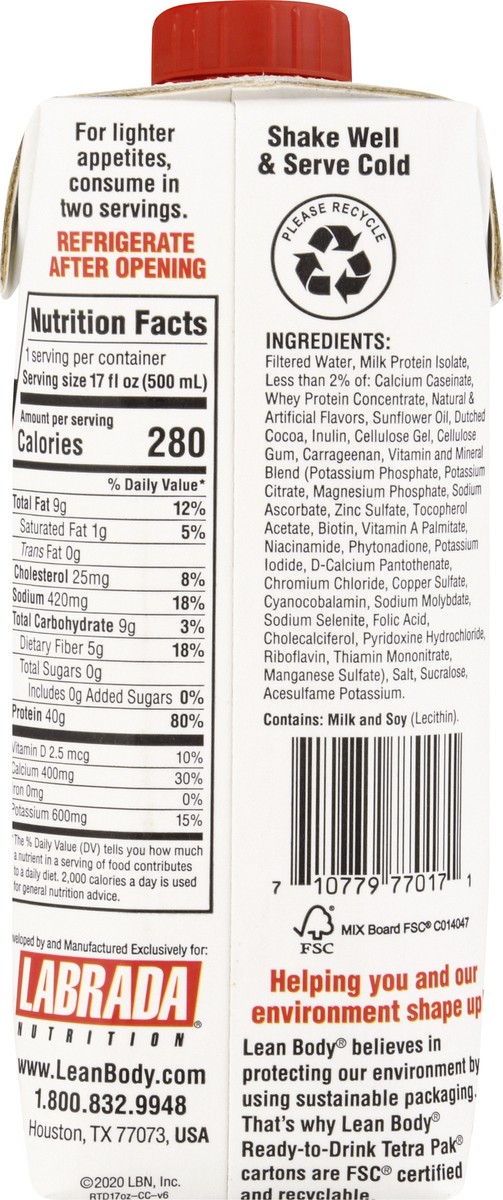 For lighter
appetites,
consume in
two servings.
REFRIGERATE
AFTER OPENING
Nutrition Facts
1 serving per container
Serving size 17 fl oz (500 mL)
Amount per serving
Calories 280
% Daily Value*
Total Fat 9g 12%
Saturated Fat 1g 5%
Trans Fat 0g
Cholesterol 25mg 8%
Sodium 420mg 18%
Total Carbohydrate 9g 3%
Dietary Fiber 5g 18%
Total Sugars 0g
Includes 0g Added Sugars 0%
Protein 40g 80%
Vitamin D 2.5 mcg 10%
Calcium 400mg 30%
Iron 0mg 0%
Potassium 600mg 15%
*The % Daily Value (DV) tells you how much
a nutrient in a serving of food contributes
to a daily diet. 2,000 calories a day is used
for general nutrition advice.
veloped by and Manufactured Exclusively for:
LABRADA®
NUTRITION
www.LeanBody.com
1.800.832.9948
Houston, TX 77073, USA
©2020 LBN, Inc.
RTD17oz–CC–v6
Shake Well
& Serve Cold
PLEASE RECYCLE
INGREDIENTS:
Filtered Water, Milk Protein Isolate,
Less than 2% of: Calcium Caseinate,
Whey Protein Concentrate, Natural &
Artificial Flavors, Sunflower Oil, Dutched
Cocoa, Inulin, Cellulose Gel, Cellulose
Gum, Carrageenan, Vitamin and Mineral
Blend (Potassium Phosphate, Potassium
Citrate, Magnesium Phosphate, Sodium
Ascorbate, Zinc Sulfate, Tocopherol
Acetate, Biotin, Vitamin A Palmitate,
Niacinamide, Phytonadione, Potassium
Iodide, D-Calcium Pantothenate,
Chromium Chloride, Copper Sulfate,
Cyanocobalamin, Sodium Molybdate,
Sodium Selenite, Folic Acid,
Cholecalciferol, Pyridoxine Hydrochloride,
Riboflavin, Thiamin Mononitrate,
Manganese Sulfate), Salt, Sucralose,
Acesulfame Potassium.
Contains: Milk and Soy (Lecithin).
7 10779 77017 1
FSC
MIX Board FSC® C014047
Helping you and our
environment shape up
Lean Body® believes in
protecting our environment by
using sustainable packaging.
That's why Lean Body®
Ready-to-Drink Tetra Pak®
cartons are FSC® certified
and recyclable